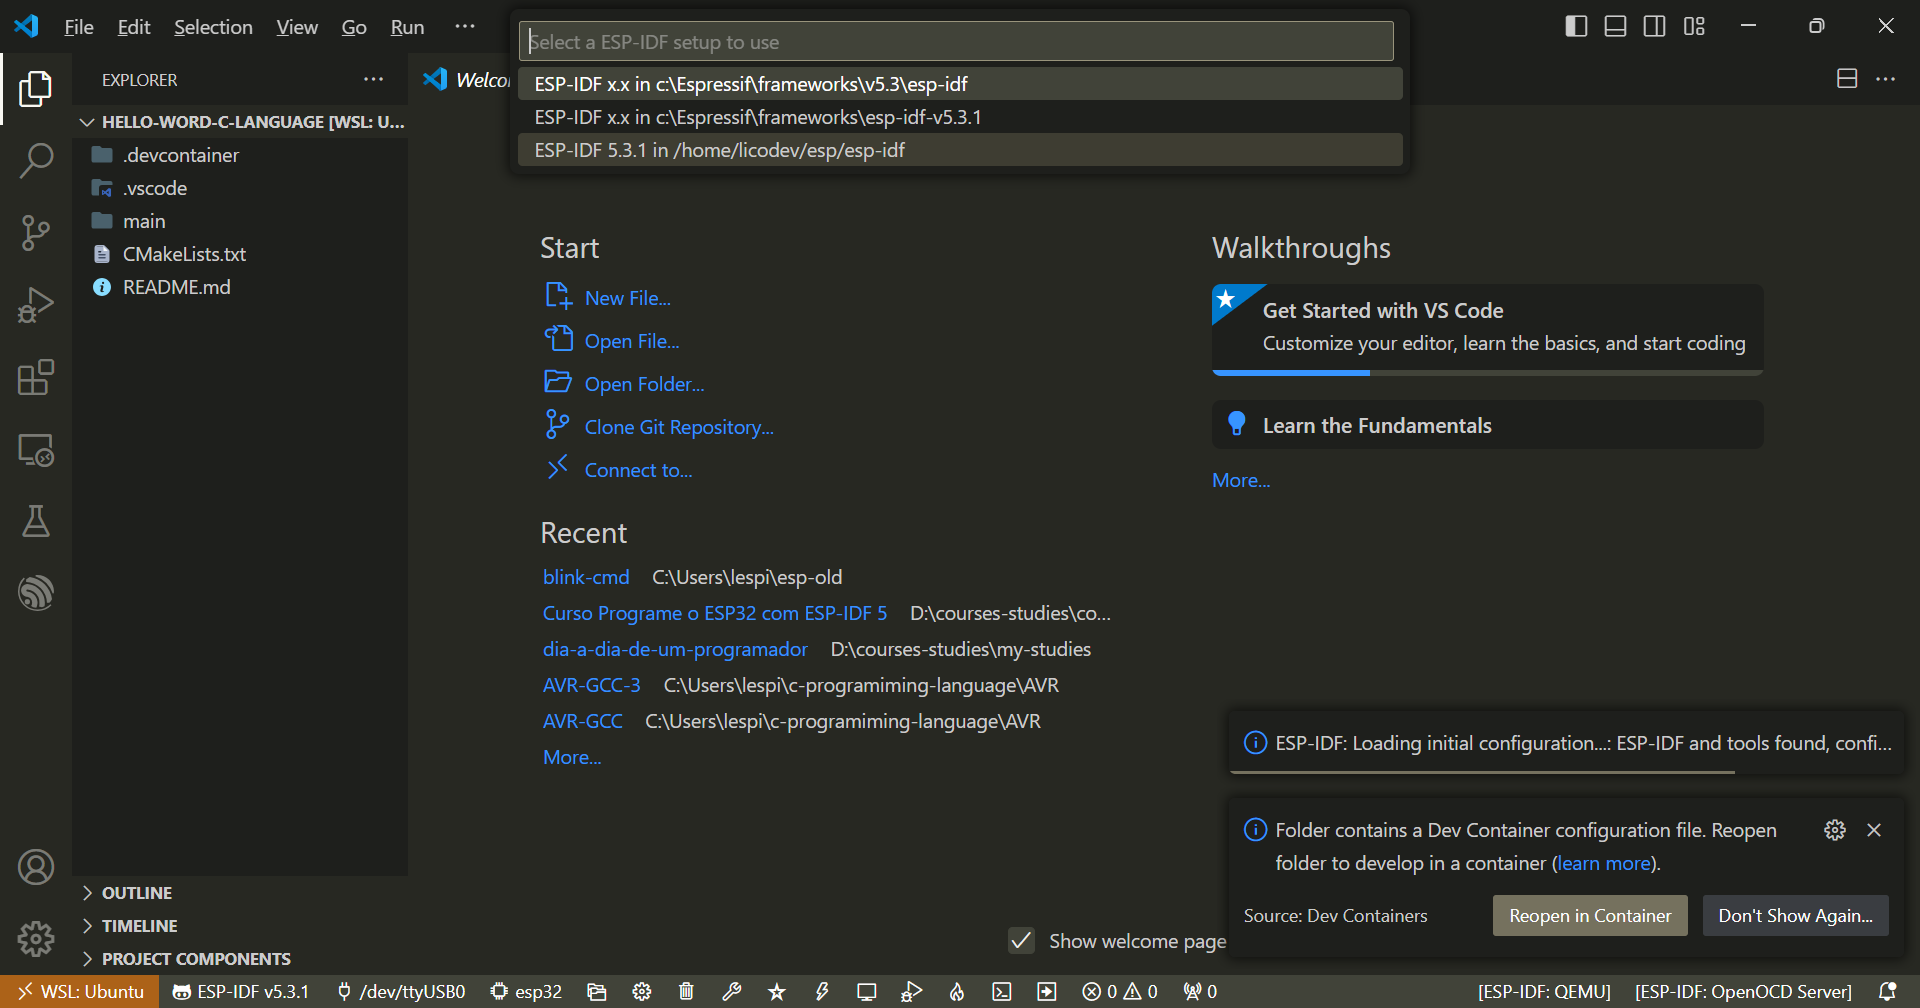 File Edit Selection View Go Run ···
Select a ESP-IDF setup to use
ESP-IDF x.x in c:\Espressif\frameworks\v5.3\esp-idf
ESP-IDF x.x in c:\Espressif\frameworks\esp-idf-v5.3.1
ESP-IDF 5.3.1 in /home/licodev/esp/esp-idf
EXPLORER ···
HELLO-WORD-C-LANGUAGE [WSL: U...
.devcontainer
.vscode
main
CMakeLists.txt
README.md
OUTLINE
TIMELINE
PROJECT COMPONENTS
Start
New File...
Open File...
Open Folder...
Clone Git Repository...
Connect to...
Recent
blink-cmd C:\Users\lespi\esp-old
Curso Programe o ESP32 com ESP-IDF 5 D:\courses-studies\co...
dia-a-dia-de-um-programador D:\courses-studies\my-studies
AVR-GCC-3 C:\Users\lespi\c-programiming-language\AVR
AVR-GCC C:\Users\lespi\c-programiming-language\AVR
More...
Walkthroughs
Get Started with VS Code
Customize your editor, learn the basics, and start coding
Learn the Fundamentals
More...
Show welcome page
ESP-IDF: Loading initial configuration...: ESP-IDF and tools found, confi...
Folder contains a Dev Container configuration file. Reopen
folder to develop in a container (learn more).
Source: Dev Containers
Reopen in Container
Don't Show Again...
WSL: Ubuntu ESP-IDF v5.3.1 /dev/ttyUSB0 esp32 0 0 0 [ESP-IDF: QEMU] [ESP-IDF: OpenOCD Server]